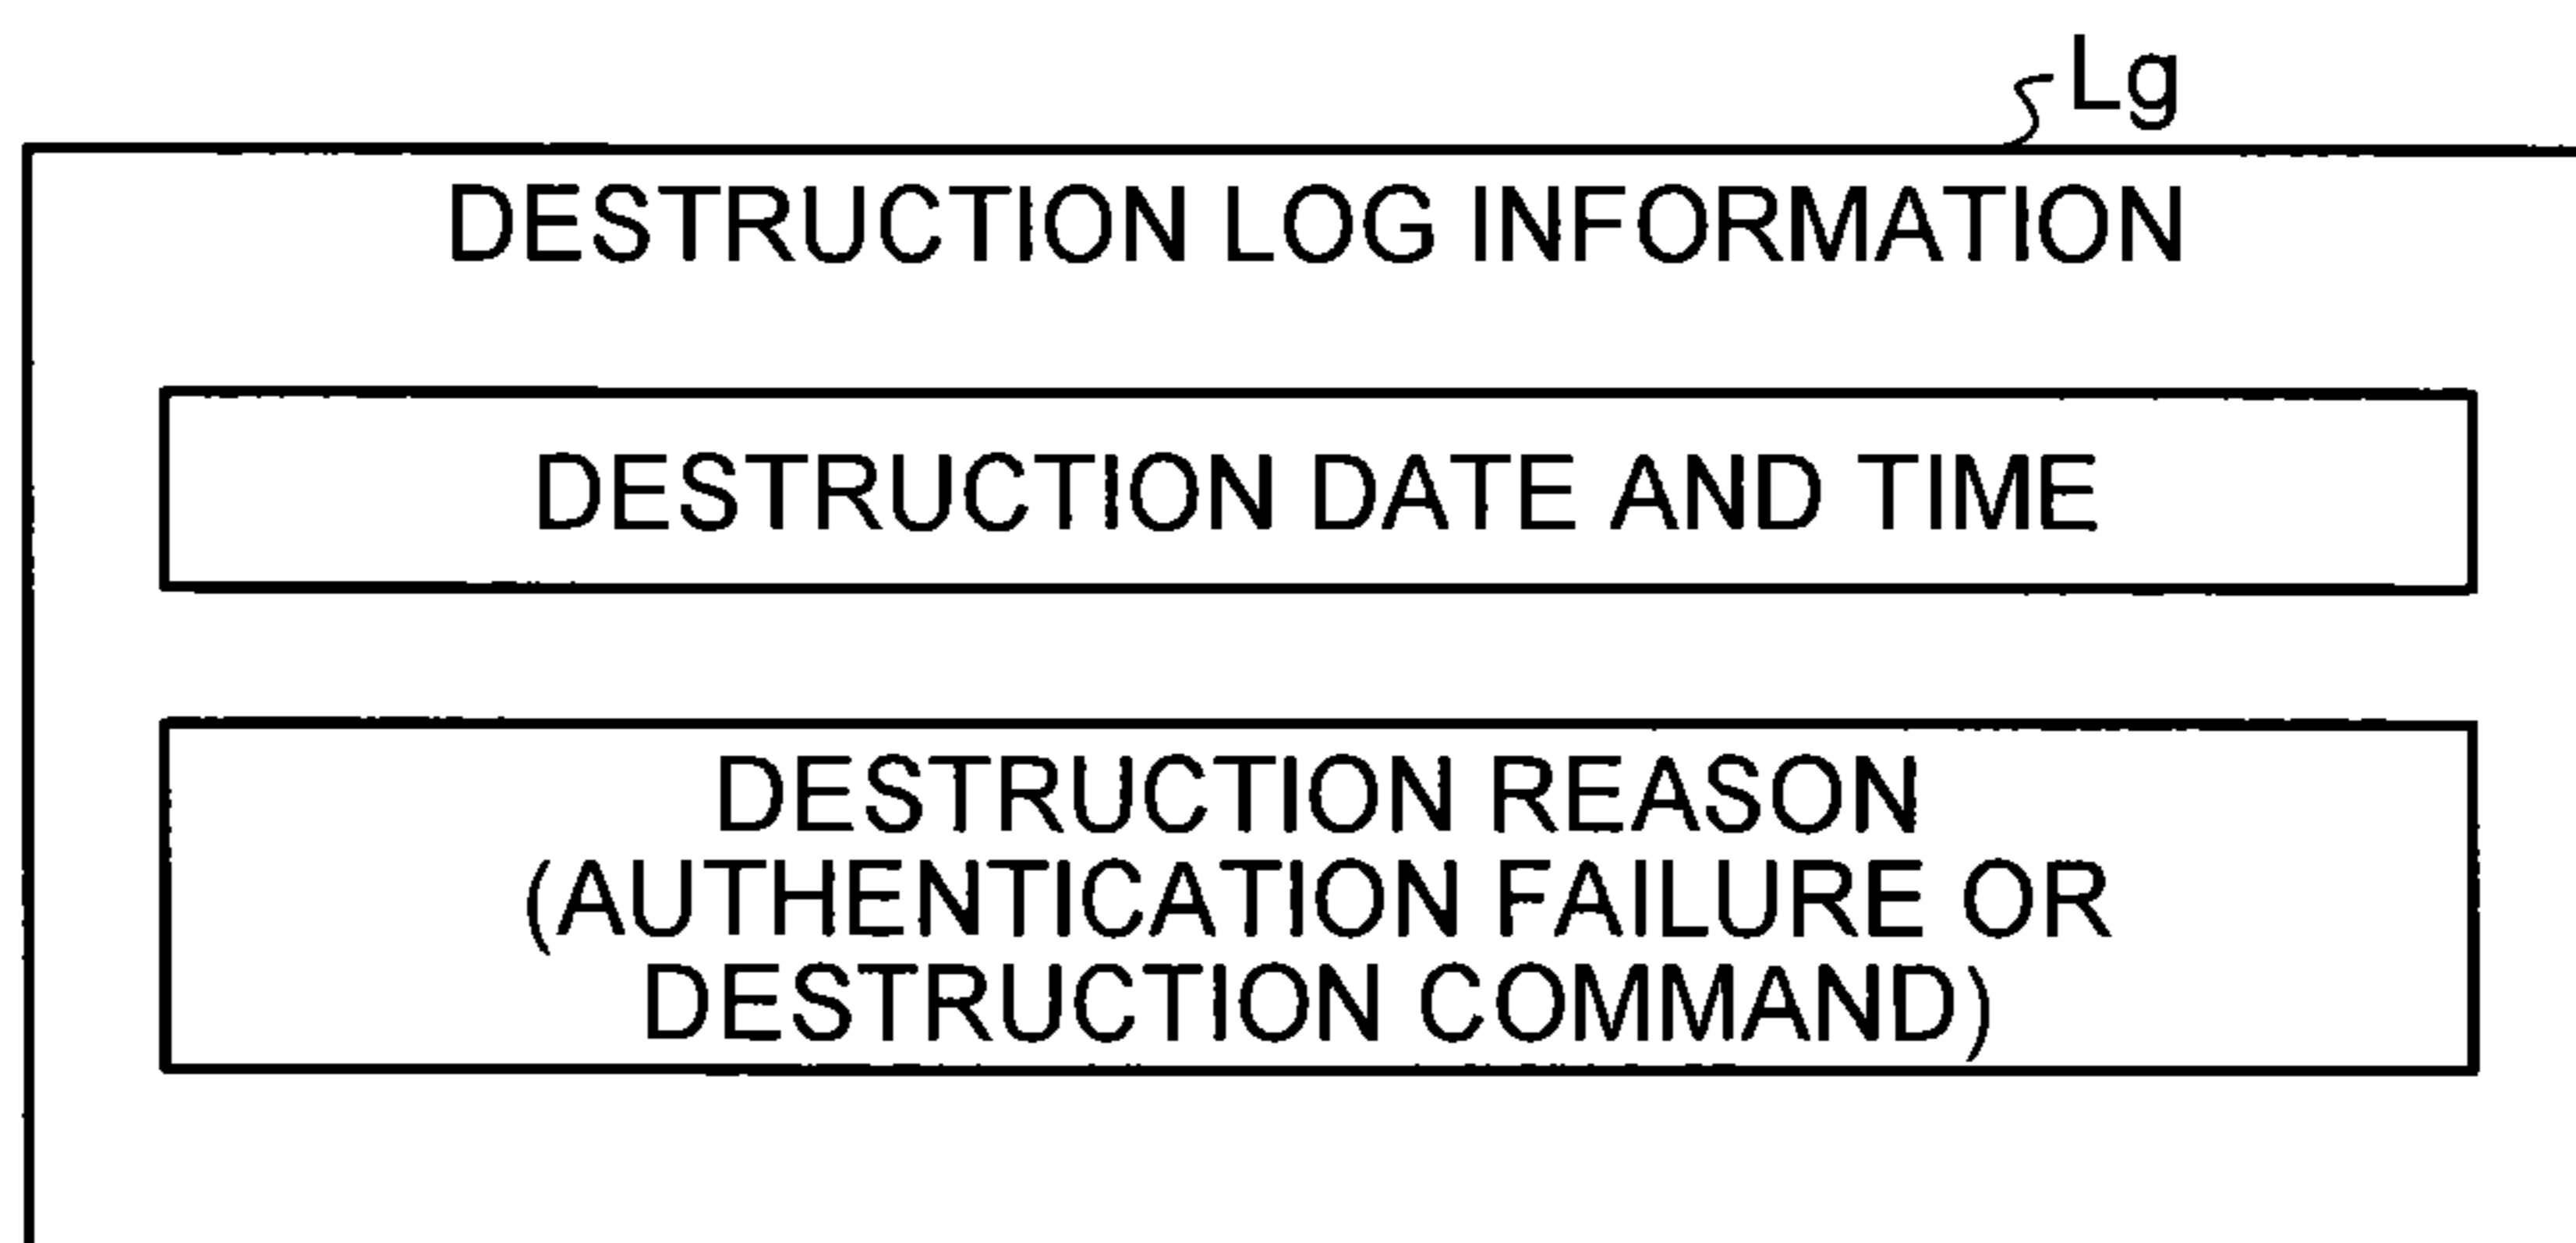 Lg
DESTRUCTION LOG INFORMATION
DESTRUCTION DATE AND TIME
DESTRUCTION REASON
(AUTHENTICATION FAILURE OR
DESTRUCTION COMMAND)